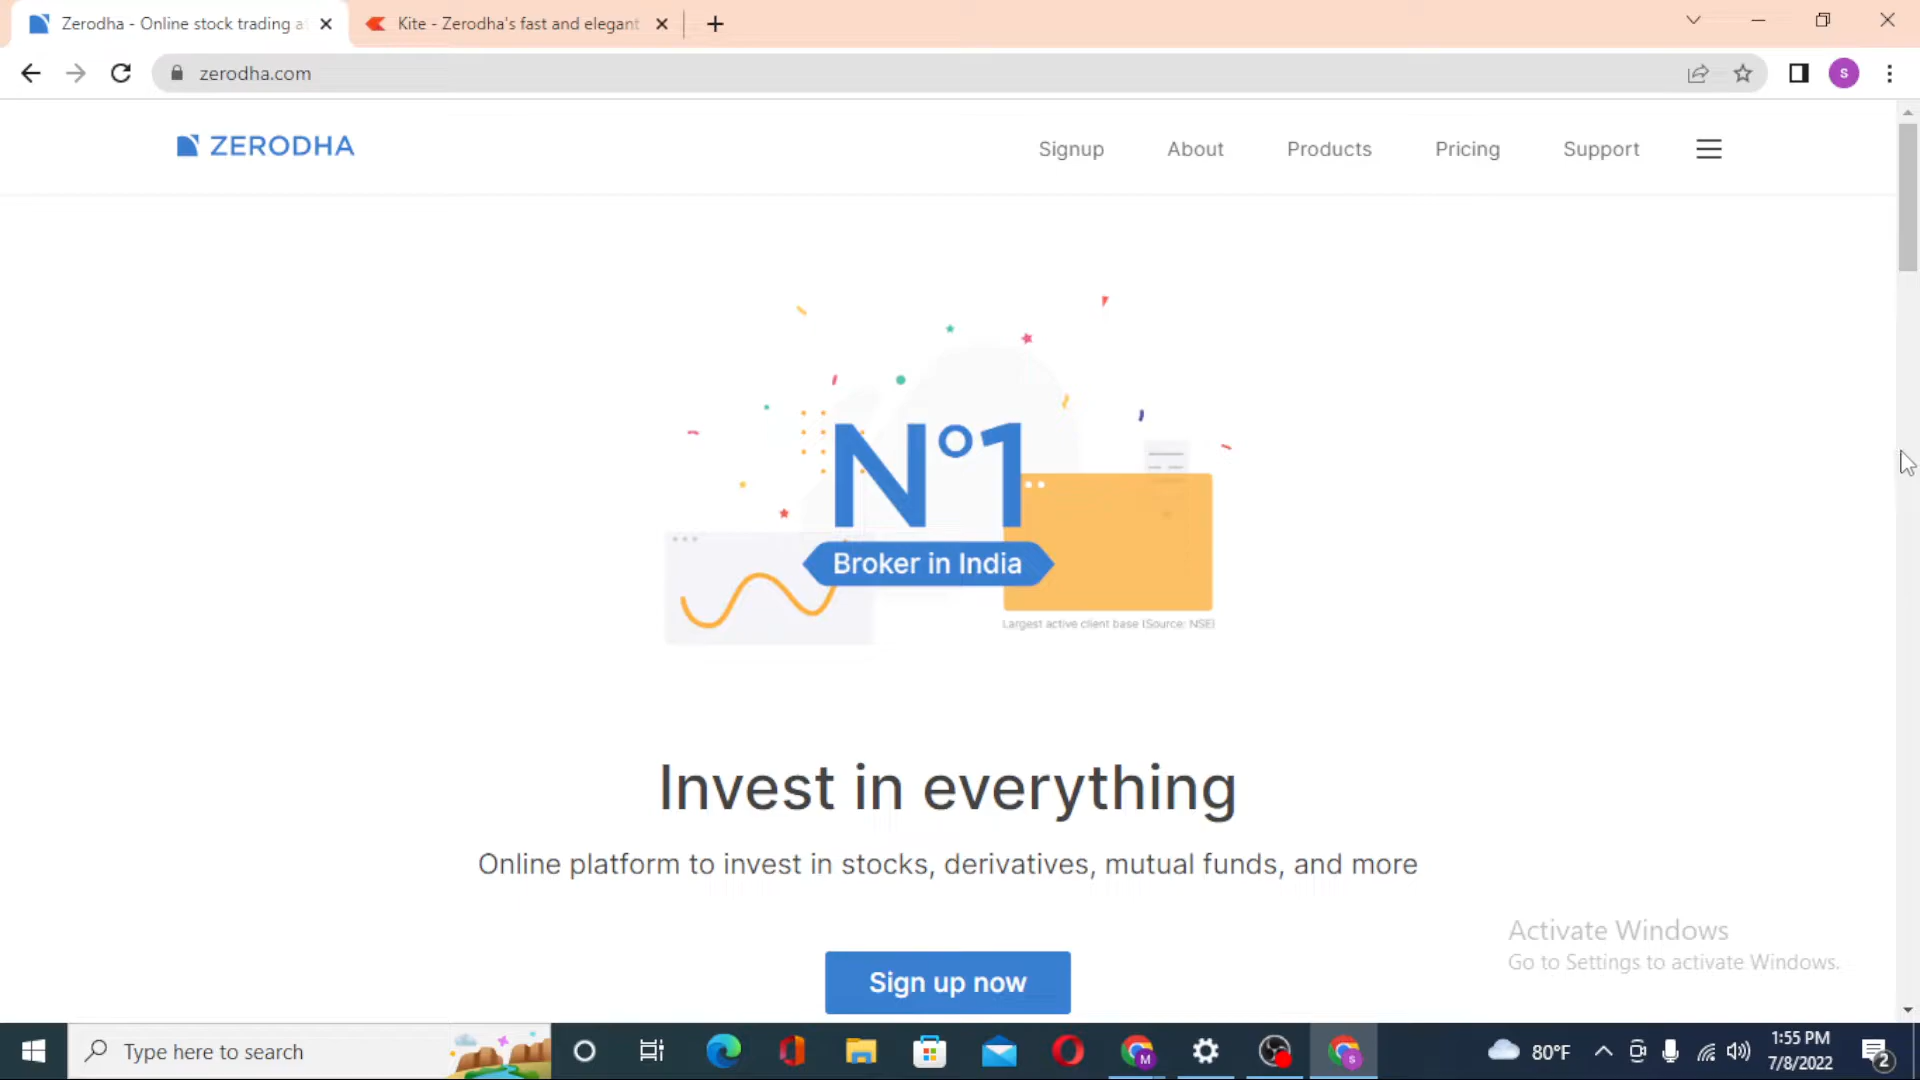 Zerodha - Online stock trading a
Kite - Zerodha's fast and elegant
zerodha.com
S
ZERODHA
Signup
About
Products
Pricing
Support
N°1
Broker in India
Largest active client base (Source: NSE)
Invest in everything
Online platform to invest in stocks, derivatives, mutual funds, and more
Sign up now
Activate Windows
Go to Settings to activate Windows.
Type here to search
M
S
80°F
1:55 PM
7/8/2022
2